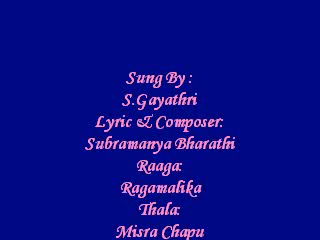 Sung By :
S.Gayathri
Lyric & Composer:
Subramanya Bharathi
Raaga:
Ragamalika
Thala:
Misra Chapu